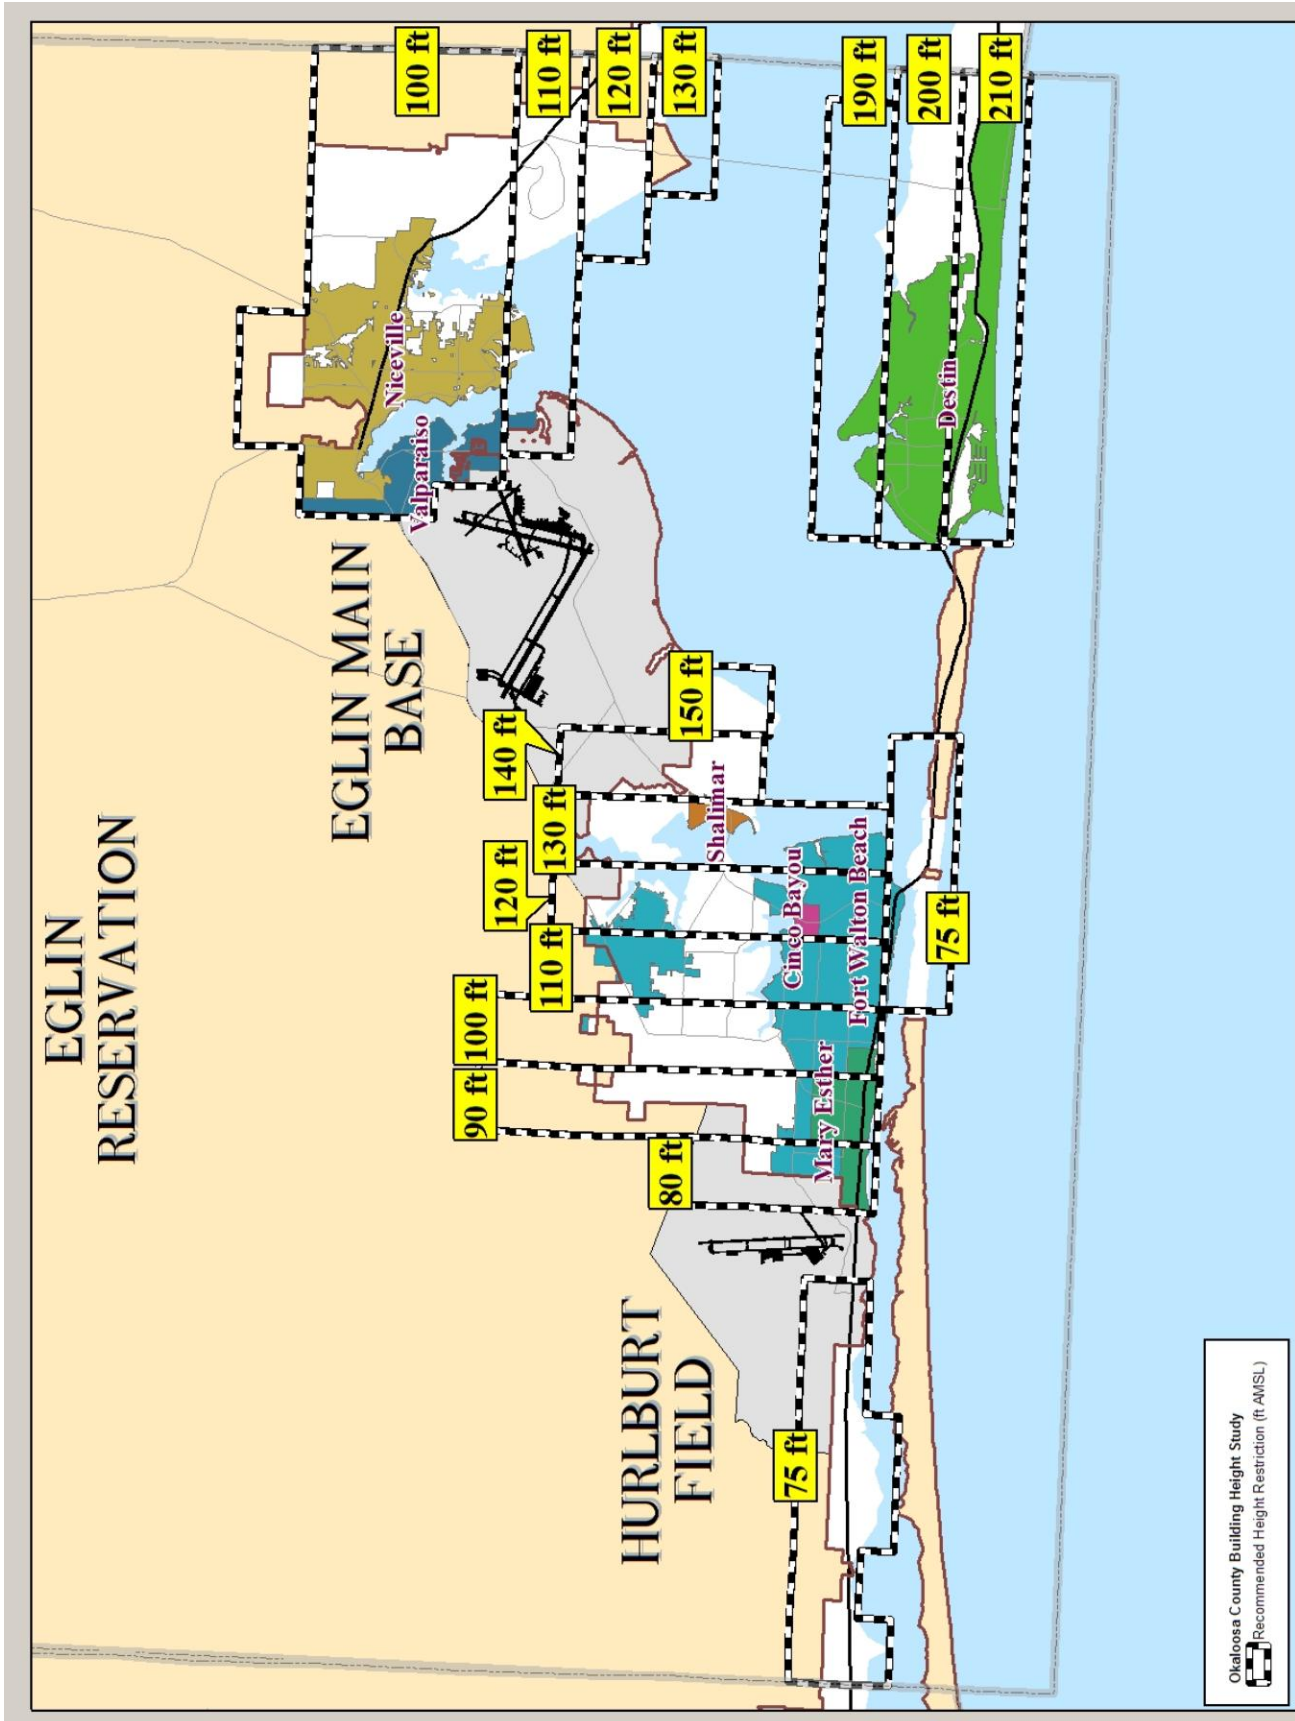 EGLIN
RESERVATION
EGLIN MAIN
BASE
HURLBURT
FIELD
75 ft
80 ft
90 ft
100 ft
110 ft
120 ft
130 ft
140 ft
150 ft
75 ft
100 ft
110 ft
120 ft
130 ft
190 ft
200 ft
210 ft
Niceville
Valparaiso
Shalimar
Cinco Bayou
Fort Walton Beach
Mary Esther
Destin
Okaloosa County Building Height Study
Recommended Height Restriction (ft AMSL)